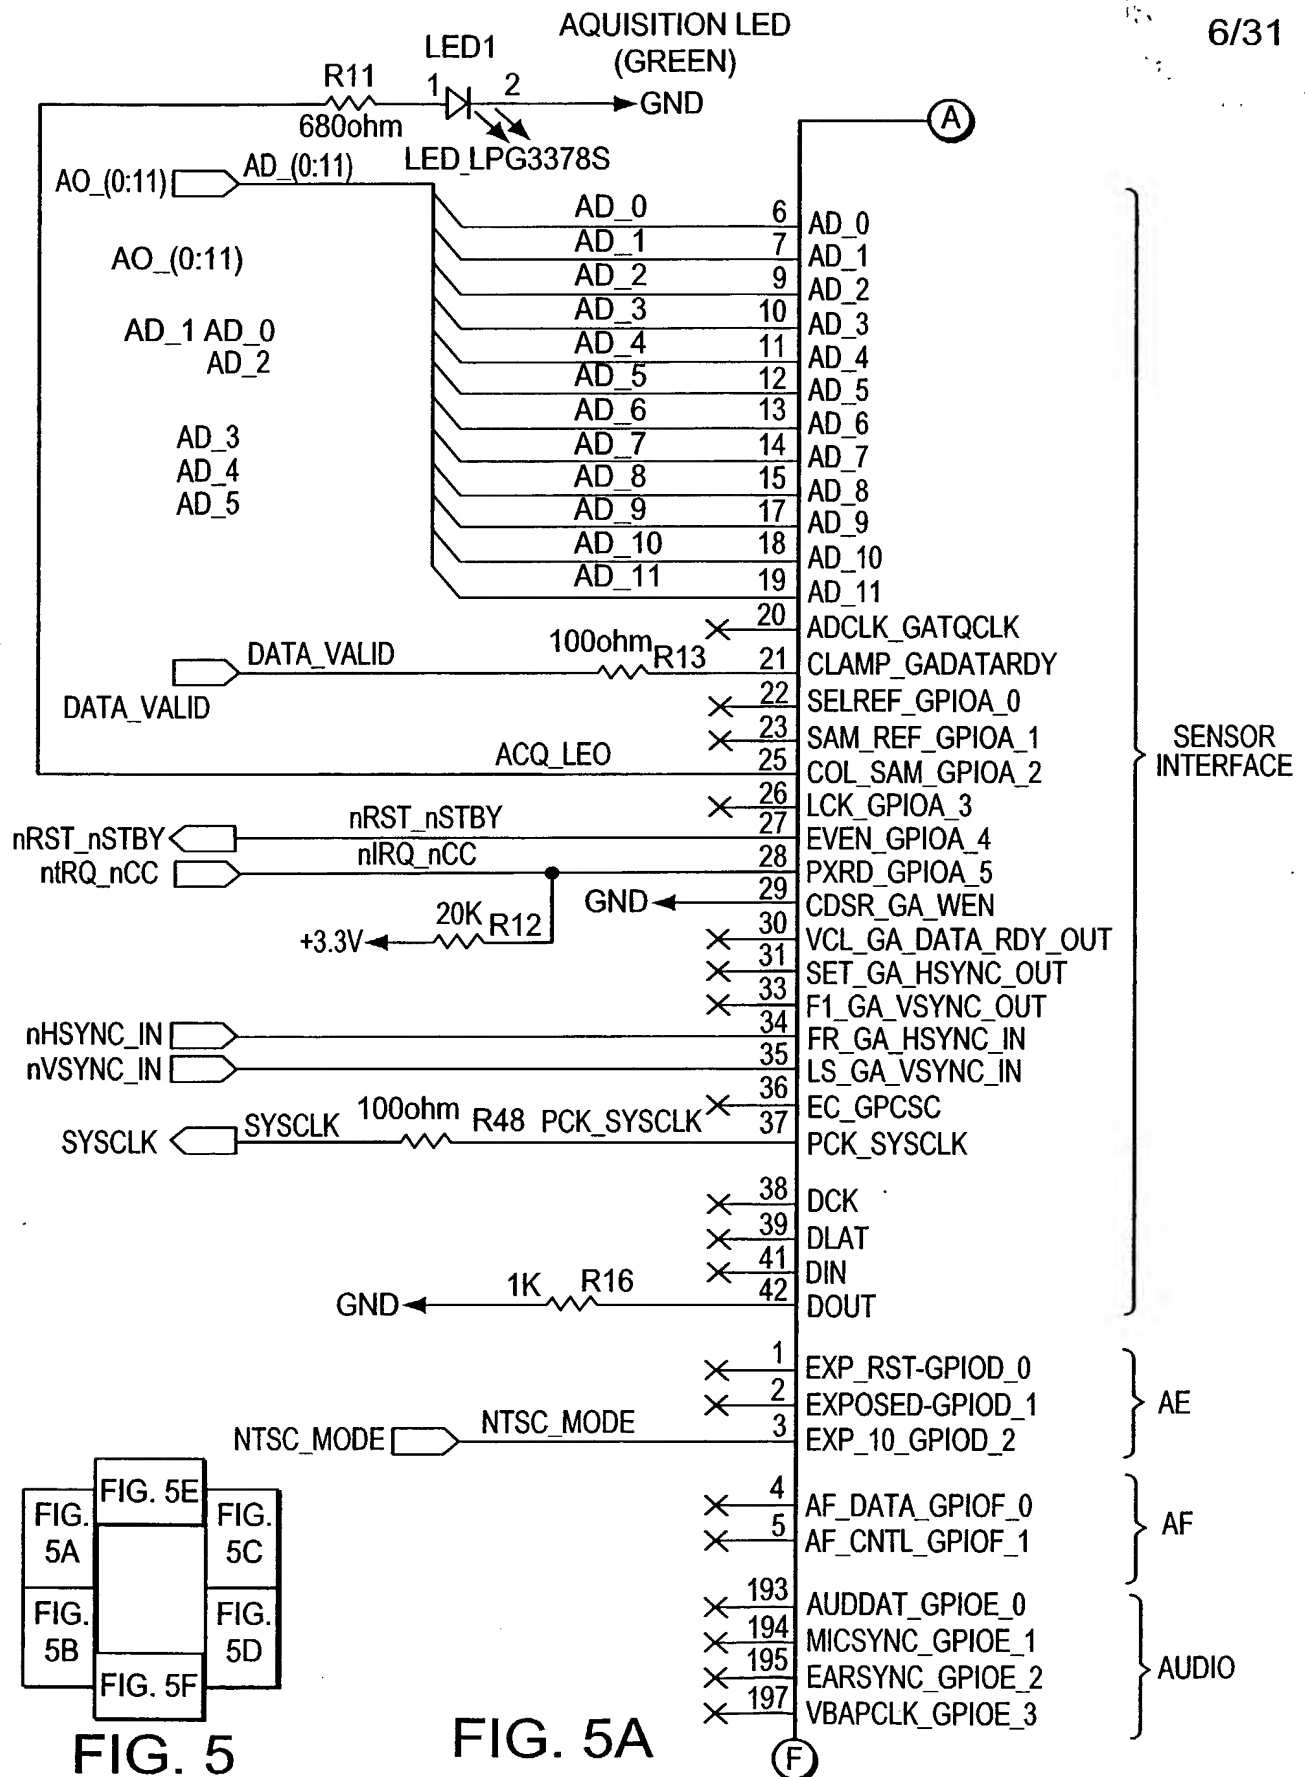 6/31
AQUISITION LED
(GREEN)
LED1
R11
1
2
GND
680ohm
LED_LPG3378S
A
AO_(0:11)
AD_(0:11)
AO_(0:11)
AD_1 AD_0
AD_2
AD_3
AD_4
AD_5
AD_0 6 AD_0
AD_1 7 AD_1
AD_2 9 AD_2
AD_3 10 AD_3
AD_4 11 AD_4
AD_5 12 AD_5
AD_6 13 AD_6
AD_7 14 AD_7
AD_8 15 AD_8
AD_9 17 AD_9
AD_10 18 AD_10
AD_11 19 AD_11
20 ADCLK_GATQCLK
DATA_VALID 100ohm R13 21 CLAMP_GADATARDY
DATA_VALID
22 SELREF_GPIOA_0
23 SAM_REF_GPIOA_1
ACQ_LEO 25 COL_SAM_GPIOA_2
26 LCK_GPIOA_3
nRST_nSTBY nRST_nSTBY 27 EVEN_GPIOA_4
ntRQ_nCC nIRQ_nCC 28 PXRD_GPIOA_5
GND 29 CDSR_GA_WEN
+3.3V 20K R12
30 VCL_GA_DATA_RDY_OUT
31 SET_GA_HSYNC_OUT
33 F1_GA_VSYNC_OUT
nHSYNC_IN 34 FR_GA_HSYNC_IN
nVSYNC_IN 35 LS_GA_VSYNC_IN
36 EC_GPCSC
SYSCLK SYSCLK 100ohm R48 PCK_SYSCLK 37 PCK_SYSCLK
38 DCK
39 DLAT
41 DIN
GND 1K R16 42 DOUT
SENSOR
INTERFACE
1 EXP_RST-GPIOD_0
2 EXPOSED-GPIOD_1
NTSC_MODE NTSC_MODE 3 EXP_10_GPIOD_2
AE
4 AF_DATA_GPIOF_0
5 AF_CNTL_GPIOF_1
AF
193 AUDDAT_GPIOE_0
194 MICSYNC_GPIOE_1
195 EARSYNC_GPIOE_2
197 VBAPCLK_GPIOE_3
AUDIO
FIG. 5E
FIG.
5A
FIG.
5C
FIG.
5B
FIG.
5D
FIG. 5F
FIG. 5
FIG. 5A
F